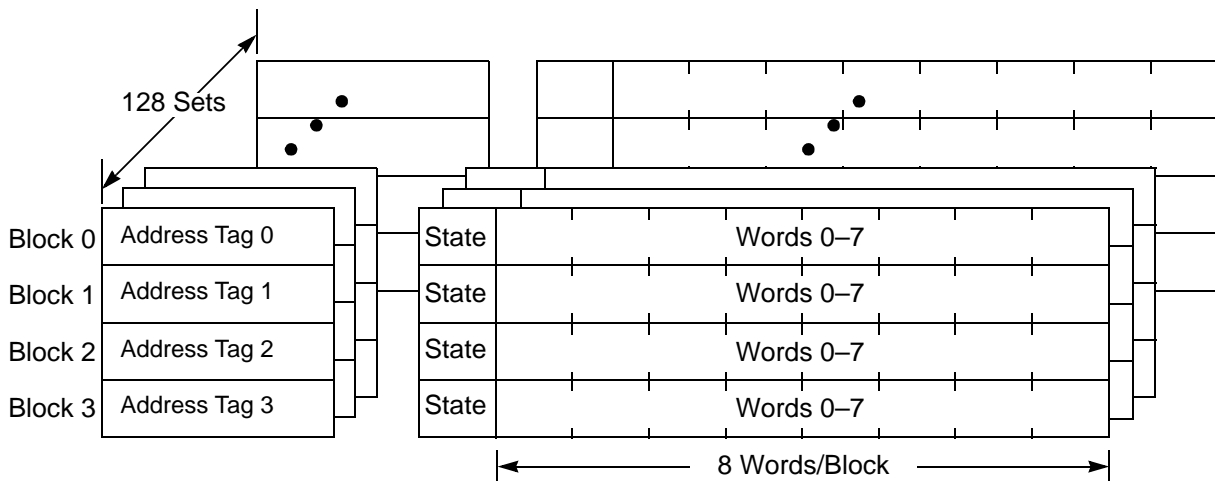 128 Sets
Block 0 Address Tag 0 State Words 0–7
Block 1 Address Tag 1 State Words 0–7
Block 2 Address Tag 2 State Words 0–7
Block 3 Address Tag 3 State Words 0–7
8 Words/Block